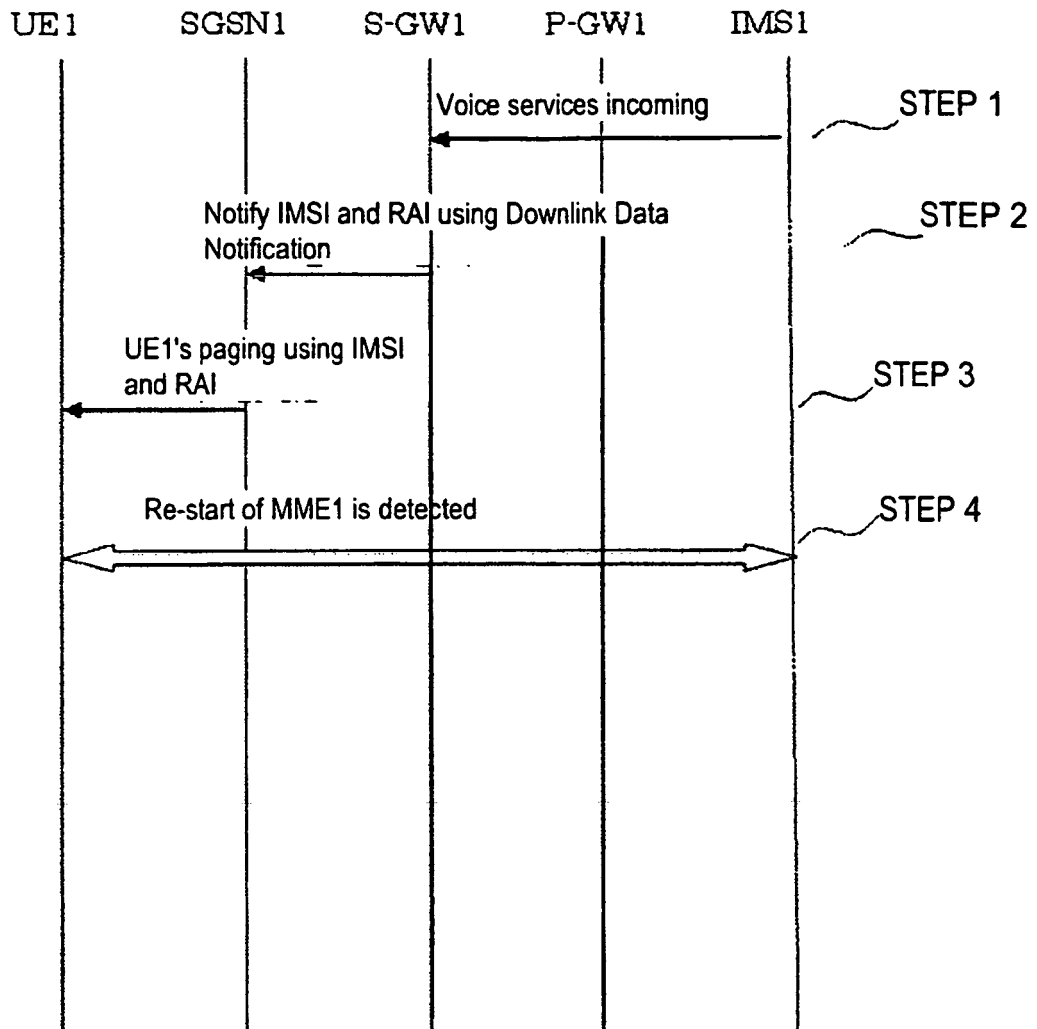 UE1 SGSN1 S-GW1 P-GW1 IMS1
Voice services incoming
STEP 1
Notify IMSI and RAI using Downlink Data
Notification
STEP 2
UE1's paging using IMSI
and RAI
STEP 3
Re-start of MME1 is detected
STEP 4